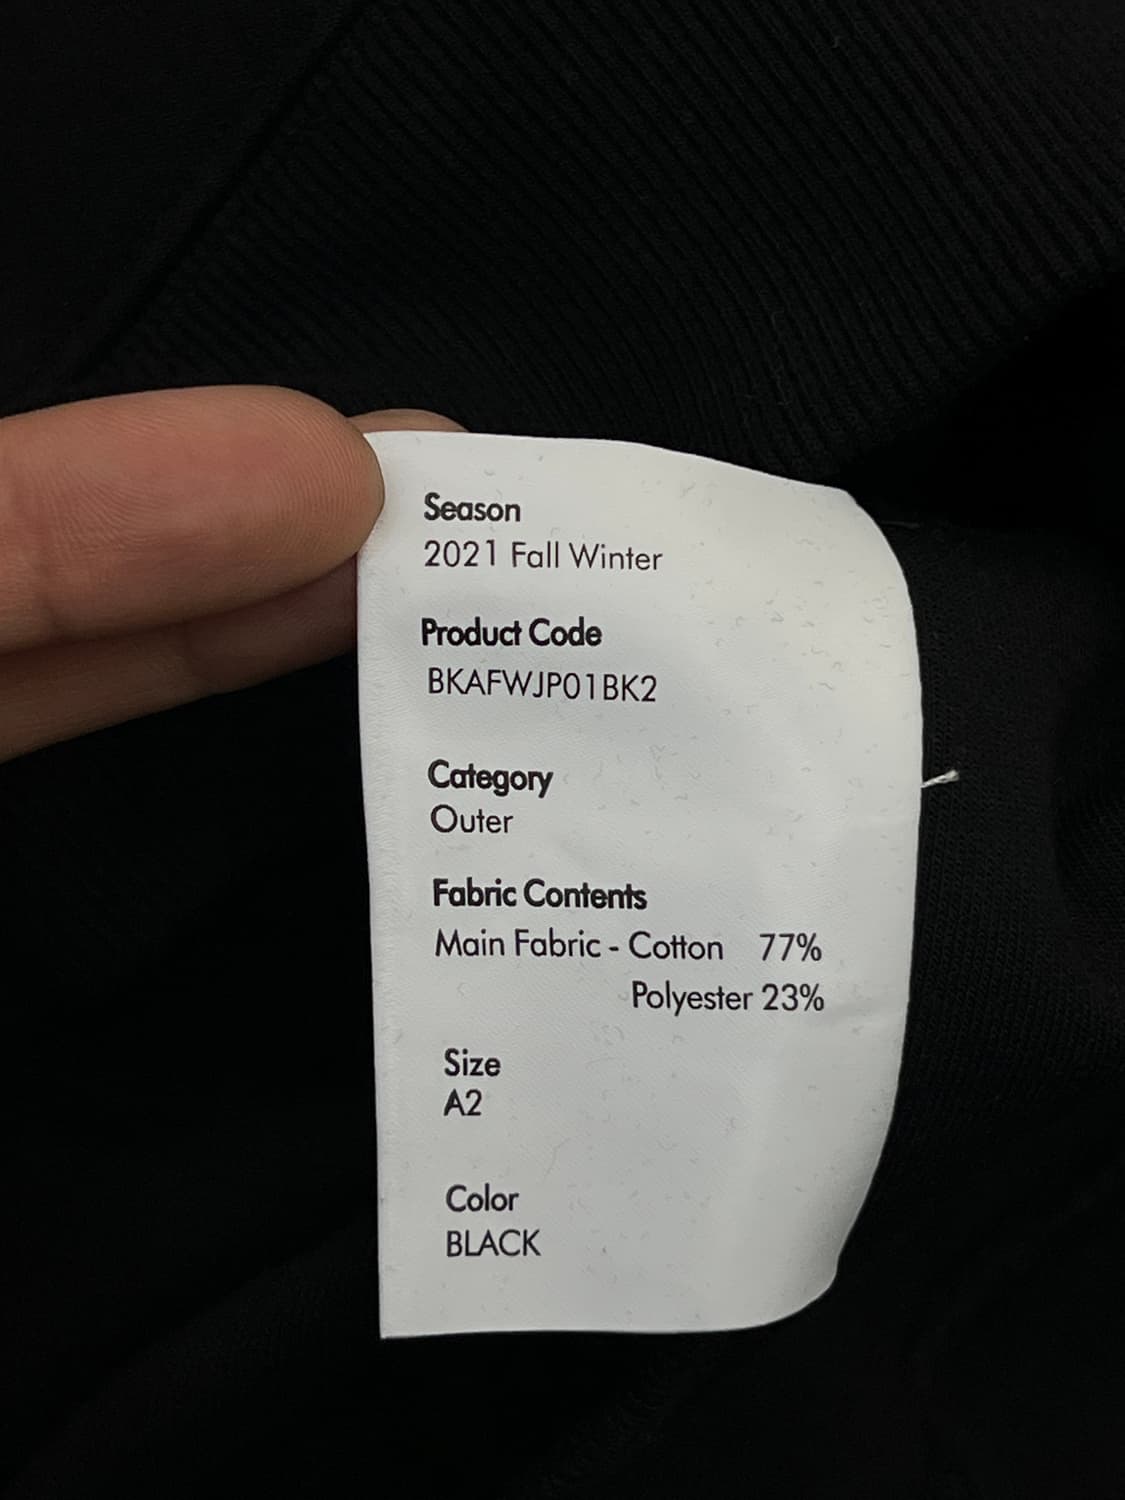 Season
2021 Fall Winter
Product Code
BKAFWJP01BK2
Category
Outer
Fabric Contents
Main Fabric - Cotton 77%
Polyester 23%
Size
A2
Color
BLACK